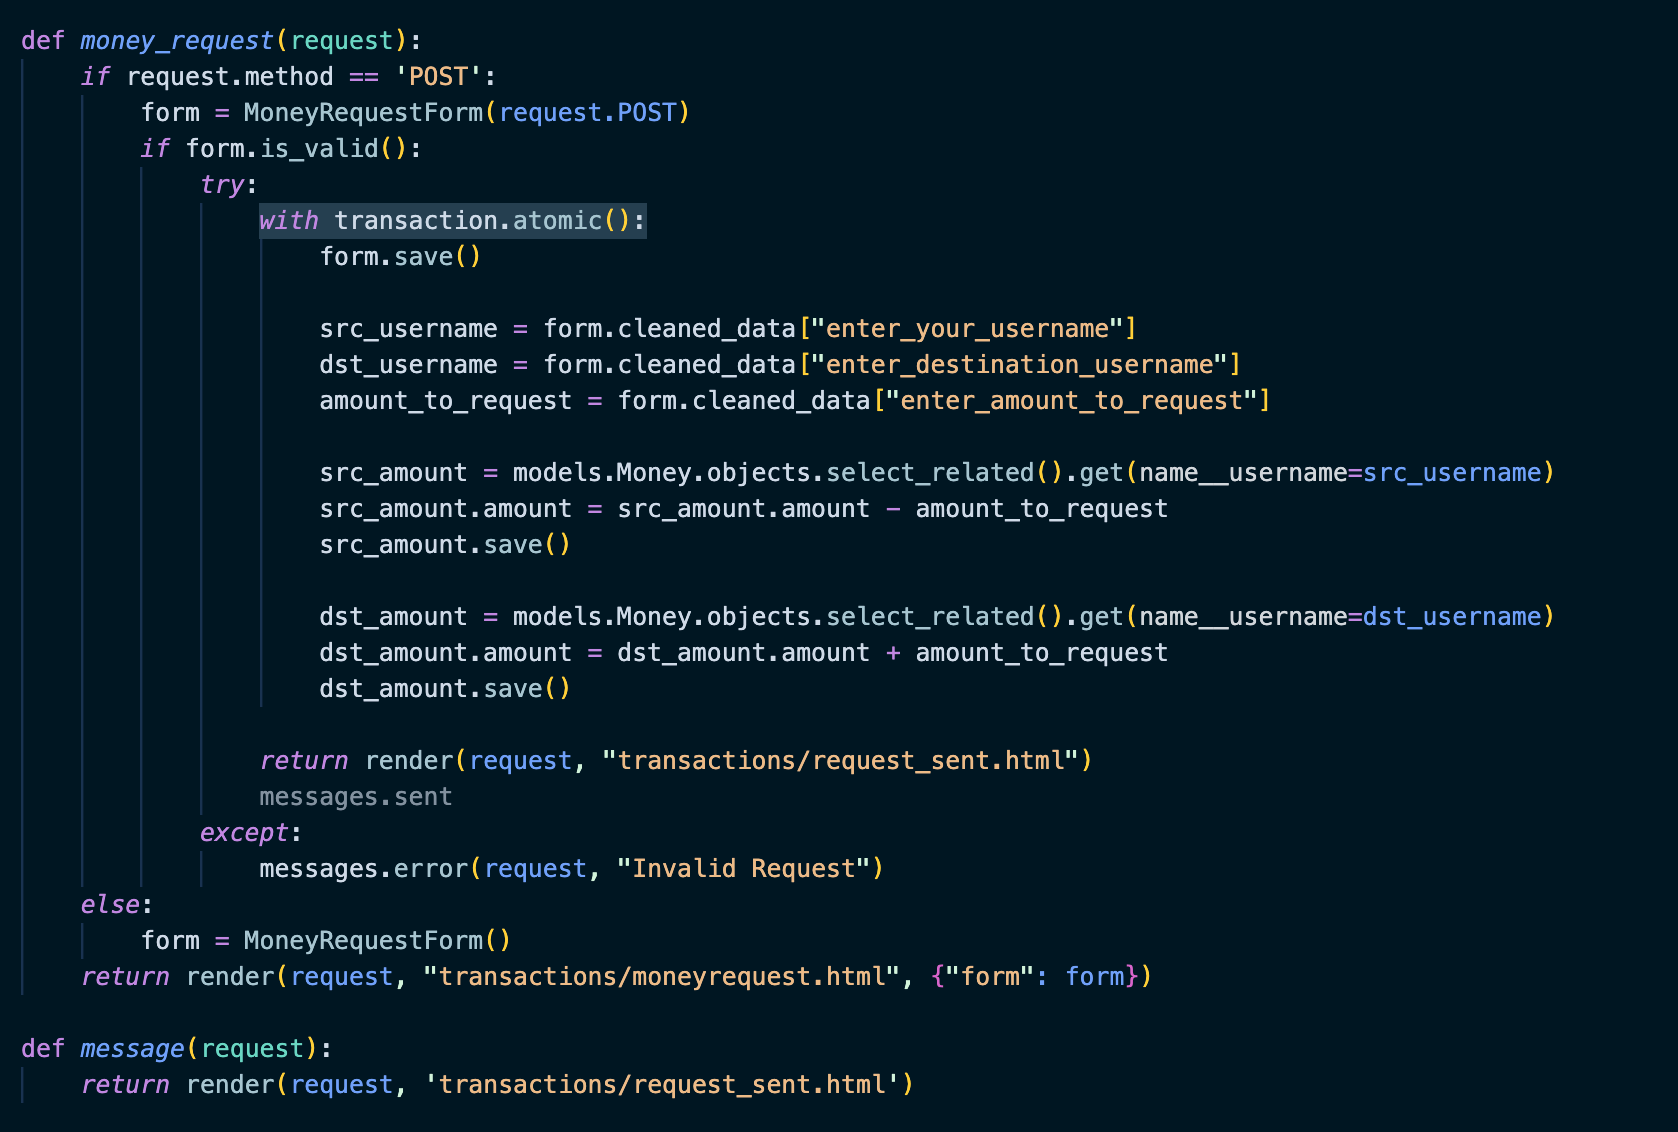 def money_request(request):
    if request.method == 'POST':
        form = MoneyRequestForm(request.POST)
        if form.is_valid():
            try:
                with transaction.atomic():
                    form.save()

                    src_username = form.cleaned_data["enter_your_username"]
                    dst_username = form.cleaned_data["enter_destination_username"]
                    amount_to_request = form.cleaned_data["enter_amount_to_request"]

                    src_amount = models.Money.objects.select_related().get(name__username=src_username)
                    src_amount.amount = src_amount.amount - amount_to_request
                    src_amount.save()

                    dst_amount = models.Money.objects.select_related().get(name__username=dst_username)
                    dst_amount.amount = dst_amount.amount + amount_to_request
                    dst_amount.save()

                return render(request, "transactions/request_sent.html")
                messages.sent
            except:
                messages.error(request, "Invalid Request")
    else:
        form = MoneyRequestForm()
    return render(request, "transactions/moneyrequest.html", {"form": form})

def message(request):
    return render(request, 'transactions/request_sent.html')